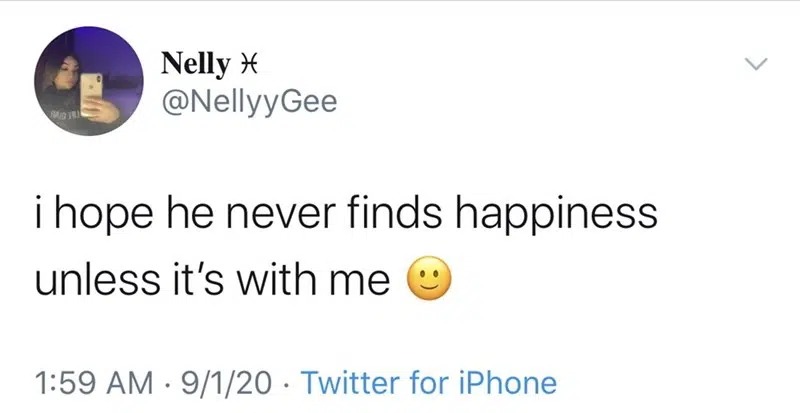 Nelly ♓︎
@NellyyGee
i hope he never finds happiness
unless it’s with me 🙂
1:59 AM · 9/1/20 · Twitter for iPhone